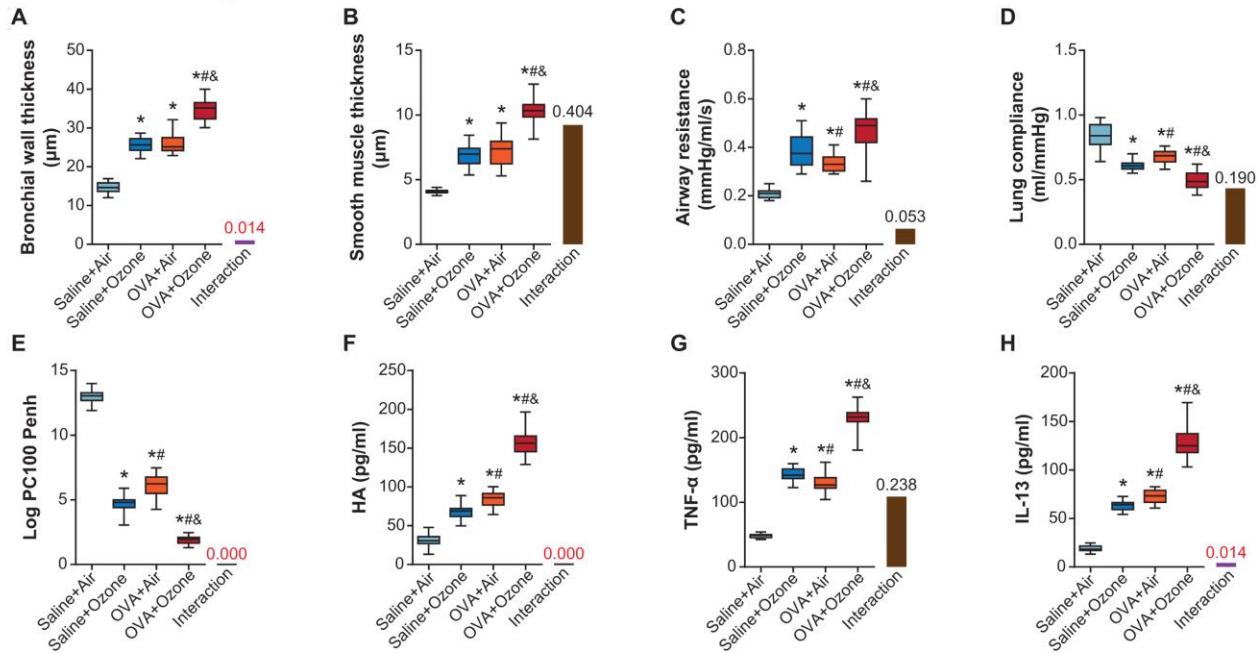 A
Bronchial wall thickness
(μm)
50
40
30
20
10
0
*
*
*#&
0.014
Saline+Air
Saline+Ozone
OVA+Air
OVA+Ozone
Interaction
B
Smooth muscle thickness
(μm)
15
10
5
0
*
*
*#&
0.404
Saline+Air
Saline+Ozone
OVA+Air
OVA+Ozone
Interaction
C
Airway resistance
(mmHg/ml/s)
0.8
0.6
0.4
0.2
0.0
*
*#
*#&
0.053
Saline+Air
Saline+Ozone
OVA+Air
OVA+Ozone
Interaction
D
Lung compliance
(ml/mmHg)
1.5
1.0
0.5
0.0
*
*#
*#&
0.190
Saline+Air
Saline+Ozone
OVA+Air
OVA+Ozone
Interaction
E
Log PC100 Penh
15
10
5
0
*
*#
*#&
0.000
Saline+Air
Saline+Ozone
OVA+Air
OVA+Ozone
Interaction
F
HA (pg/ml)
250
200
150
100
50
0
*
*#
*#&
0.000
Saline+Air
Saline+Ozone
OVA+Air
OVA+Ozone
Interaction
G
TNF-α (pg/ml)
300
200
100
0
*
*#
*#&
0.238
Saline+Air
Saline+Ozone
OVA+Air
OVA+Ozone
Interaction
H
IL-13 (pg/ml)
200
150
100
50
0
*
*#
*#&
0.014
Saline+Air
Saline+Ozone
OVA+Air
OVA+Ozone
Interaction